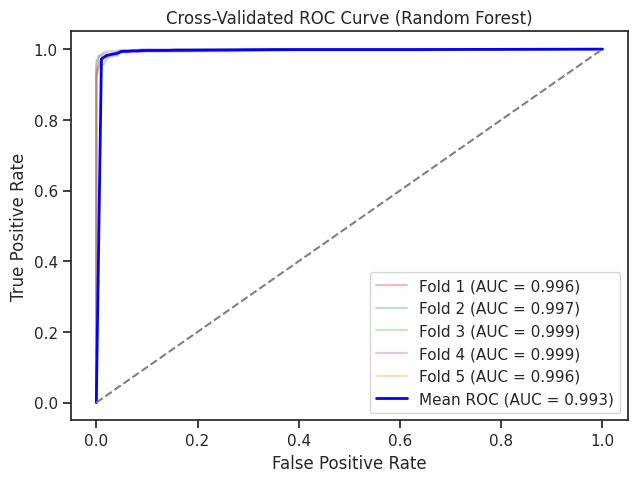 Cross-Validated ROC Curve (Random Forest)
True Positive Rate
1.0
0.8
0.6
0.4
0.2
0.0
Fold 1 (AUC = 0.996)
Fold 2 (AUC = 0.997)
Fold 3 (AUC = 0.999)
Fold 4 (AUC = 0.999)
Fold 5 (AUC = 0.996)
Mean ROC (AUC = 0.993)
0.0 0.2 0.4 0.6 0.8 1.0
False Positive Rate